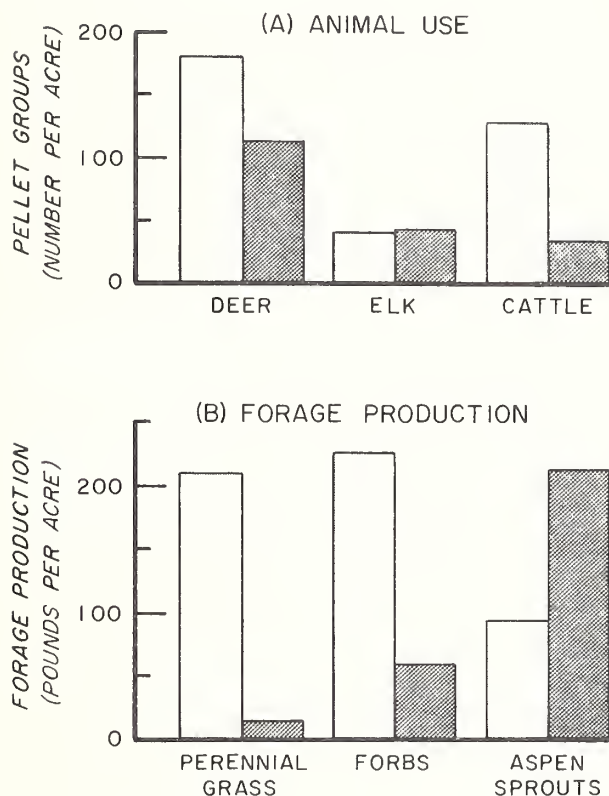 (A) ANIMAL USE
PELLET GROUPS
(NUMBER PER ACRE)
200
100
0
DEER
ELK
CATTLE
(B) FORAGE PRODUCTION
FORAGE PRODUCTION
(POUNDS PER ACRE)
200
100
0
PERENNIAL
GRASS
FORBS
ASPEN
SPROUTS